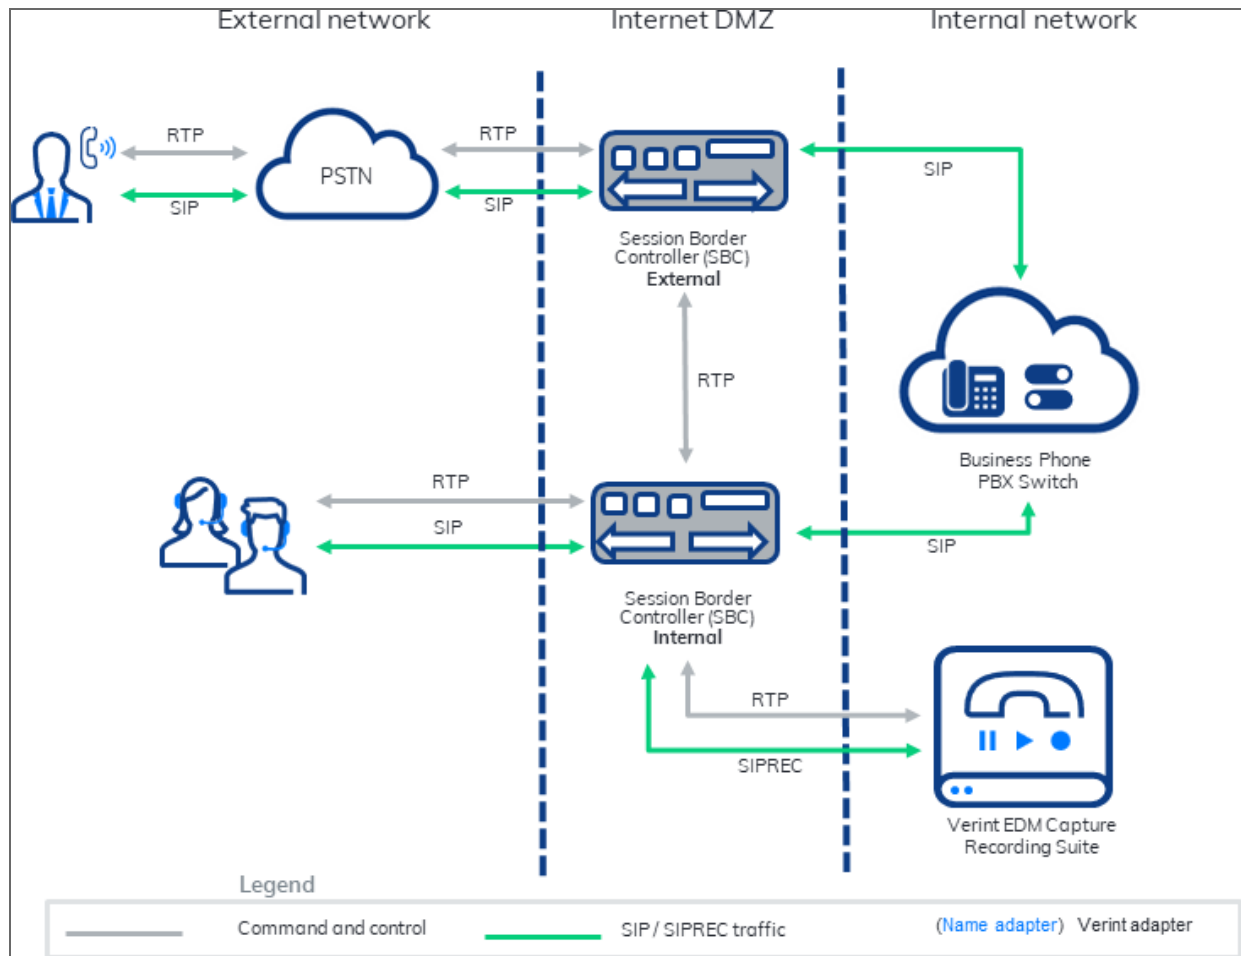 External network
Internet DMZ
Internal network
RTP
RTP
PSTN
SIP
SIP
SIP
Session Border
Controller (SBC)
External
RTP
Business Phone
PBX Switch
RTP
SIP
SIP
Session Border
Controller (SBC)
Internal
RTP
SIPREC
Verint EDM Capture
Recording Suite
Legend
Command and control
SIP / SIPREC traffic
(Name adapter) Verint adapter